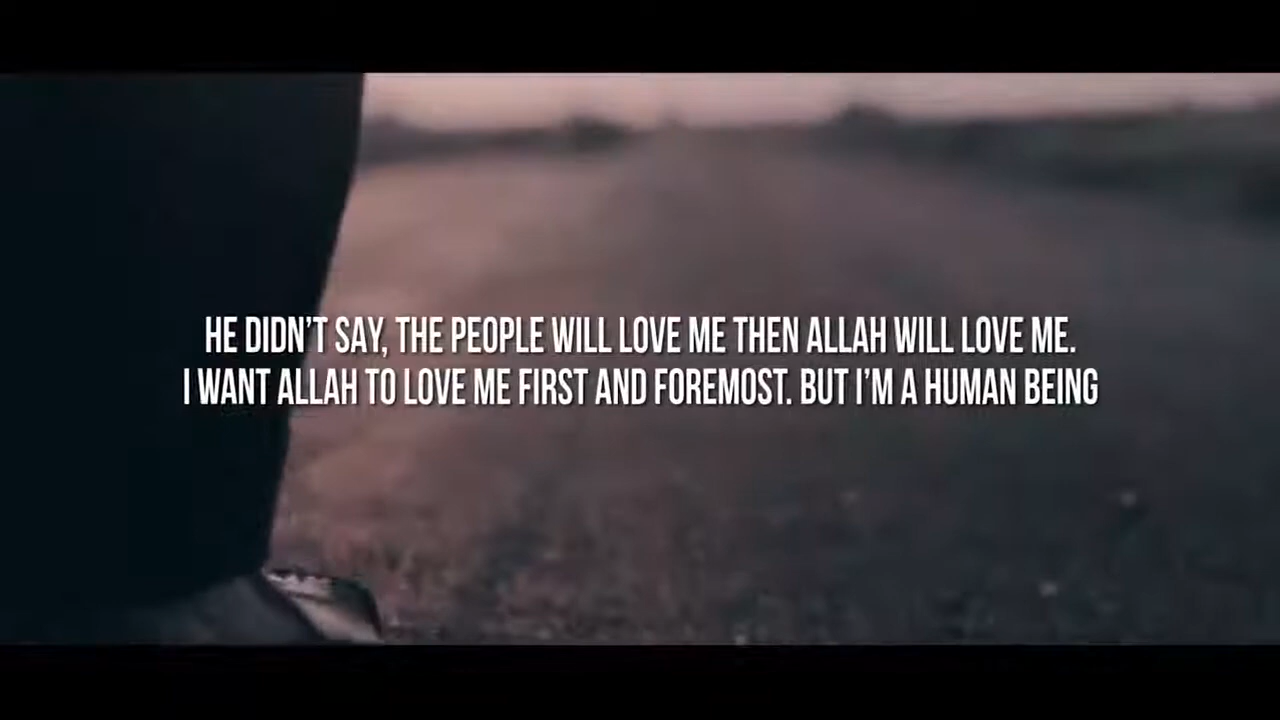 HE DIDN'T SAY, THE PEOPLE WILL LOVE ME THEN ALLAH WILL LOVE ME.
I WANT ALLAH TO LOVE ME FIRST AND FOREMOST. BUT I'M A HUMAN BEING